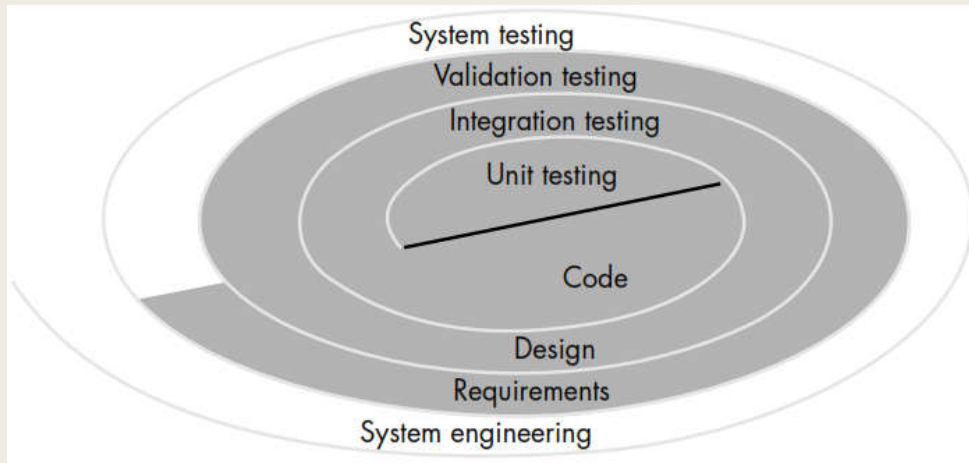 System testing
Validation testing
Integration testing
Unit testing
Code
Design
Requirements
System engineering